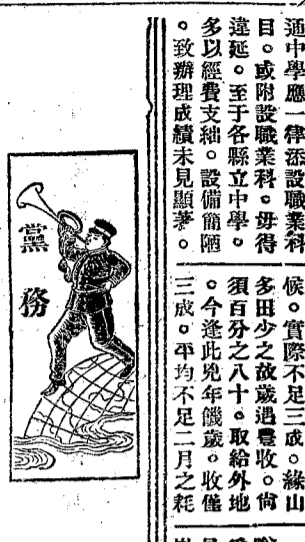 通中學應一律添設職業科
目。或附設職業科。毋得
違延。至于各縣立中學。
多以經費支絀。設備簡陋
。致辦理成績未見顯著。
候。實際不足三成。緣山
多田少之故歲遇豐收。尙
須百分之八十。取給外地
。今逢此兇年饑歲。收僅
三成。平均不足二月之耗
黨務